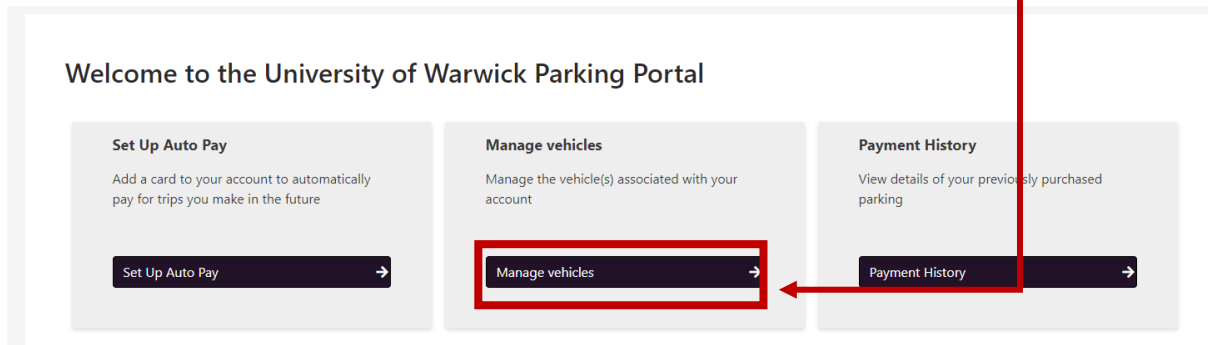 Welcome to the University of Warwick Parking Portal
Set Up Auto Pay
Add a card to your account to automatically
pay for trips you make in the future
Set Up Auto Pay
Manage vehicles
Manage the vehicle(s) associated with your
account
Manage vehicles
Payment History
View details of your previously purchased
parking
Payment History